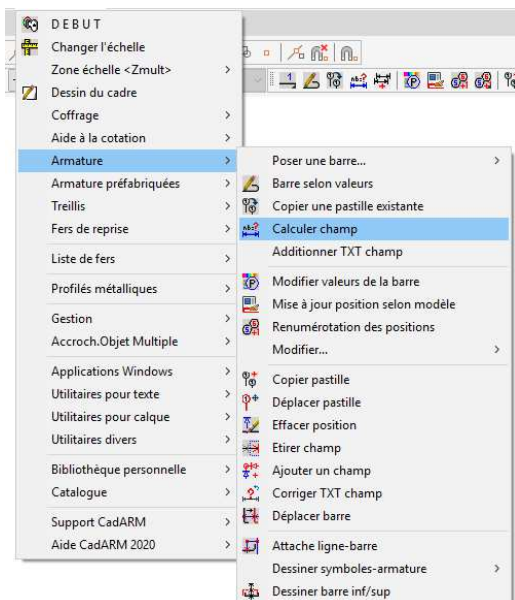 D E B U T
Changer l'échelle
Zone échelle <Zmult>
Dessin du cadre
Coffrage
Aide à la cotation
Armature
Armature préfabriquées
Treillis
Fers de reprise
Liste de fers
Profilés métalliques
Gestion
Accroch.Objet Multiple
Applications Windows
Utilitaires pour texte
Utilitaires pour calque
Utilitaires divers
Bibliothèque personnelle
Catalogue
Support CadARM
Aide CadARM 2020
Poser une barre...
Barre selon valeurs
Copier une pastille existante
Calculer champ
Additionner TXT champ
Modifier valeurs de la barre
Mise à jour position selon modèle
Renumérotation des positions
Modifier...
Copier pastille
Déplacer pastille
Effacer position
Etirer champ
Ajouter un champ
Corriger TXT champ
Déplacer barre
Attache ligne-barre
Dessiner symboles-armature
Dessiner barre inf/sup